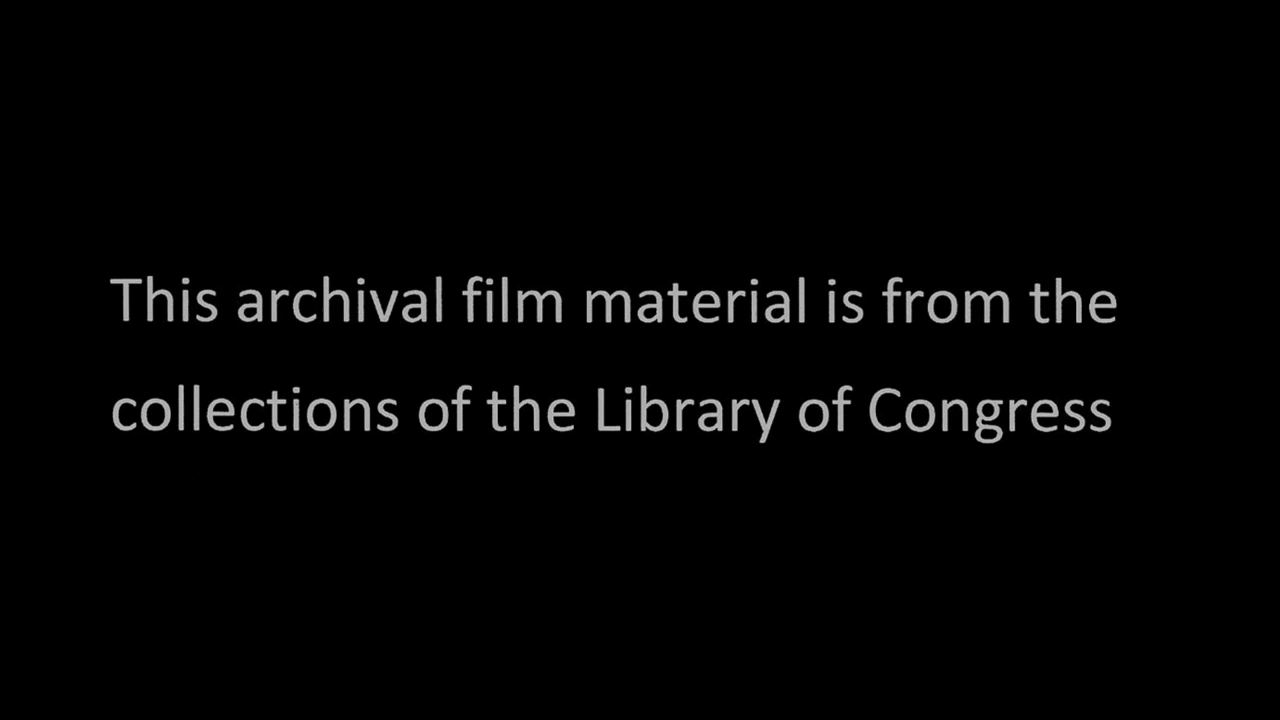 This archival film material is from the
collections of the Library of Congress